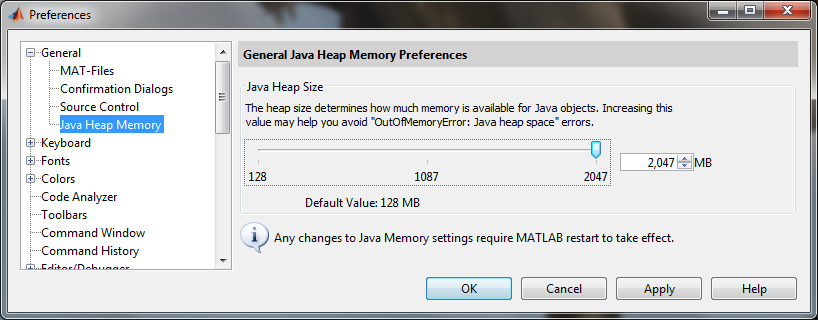 Preferences
General
MAT-Files
Confirmation Dialogs
Source Control
Java Heap Memory
Keyboard
Fonts
Colors
Code Analyzer
Toolbars
Command Window
Command History
Editor/Debugger
General Java Heap Memory Preferences
Java Heap Size
The heap size determines how much memory is available for Java objects. Increasing this
value may help you avoid "OutOfMemoryError: Java heap space" errors.
128 1087 2047
2,047 MB
Default Value: 128 MB
Any changes to Java Memory settings require MATLAB restart to take effect.
OK Cancel Apply Help